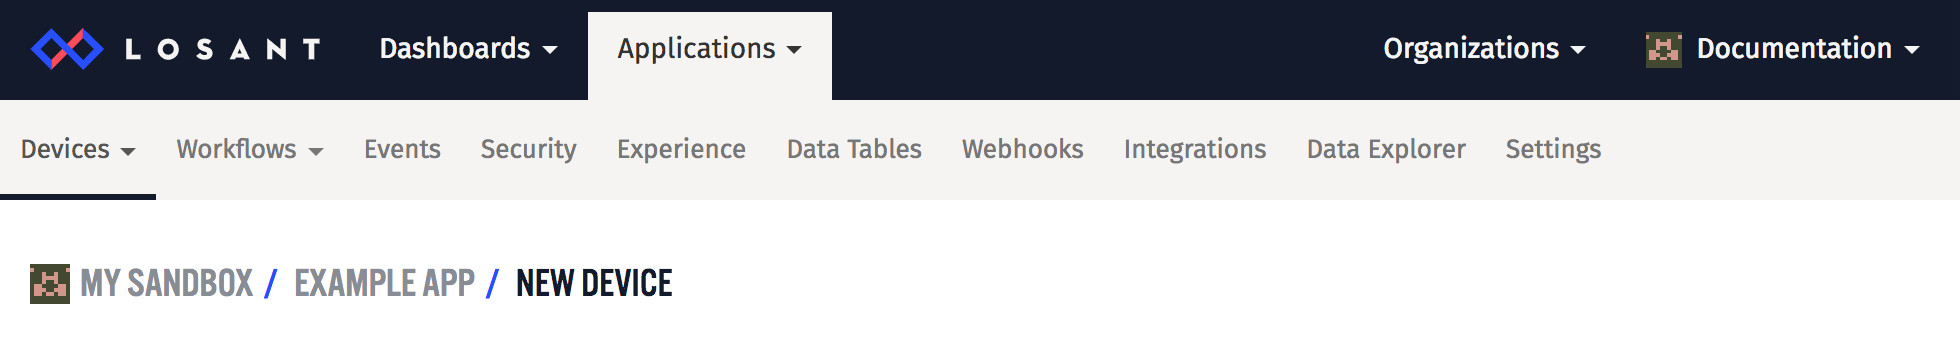 LOSANT Dashboards Applications Organizations Documentation
Devices Workflows Events Security Experience Data Tables Webhooks Integrations Data Explorer Settings
MY SANDBOX / EXAMPLE APP / NEW DEVICE